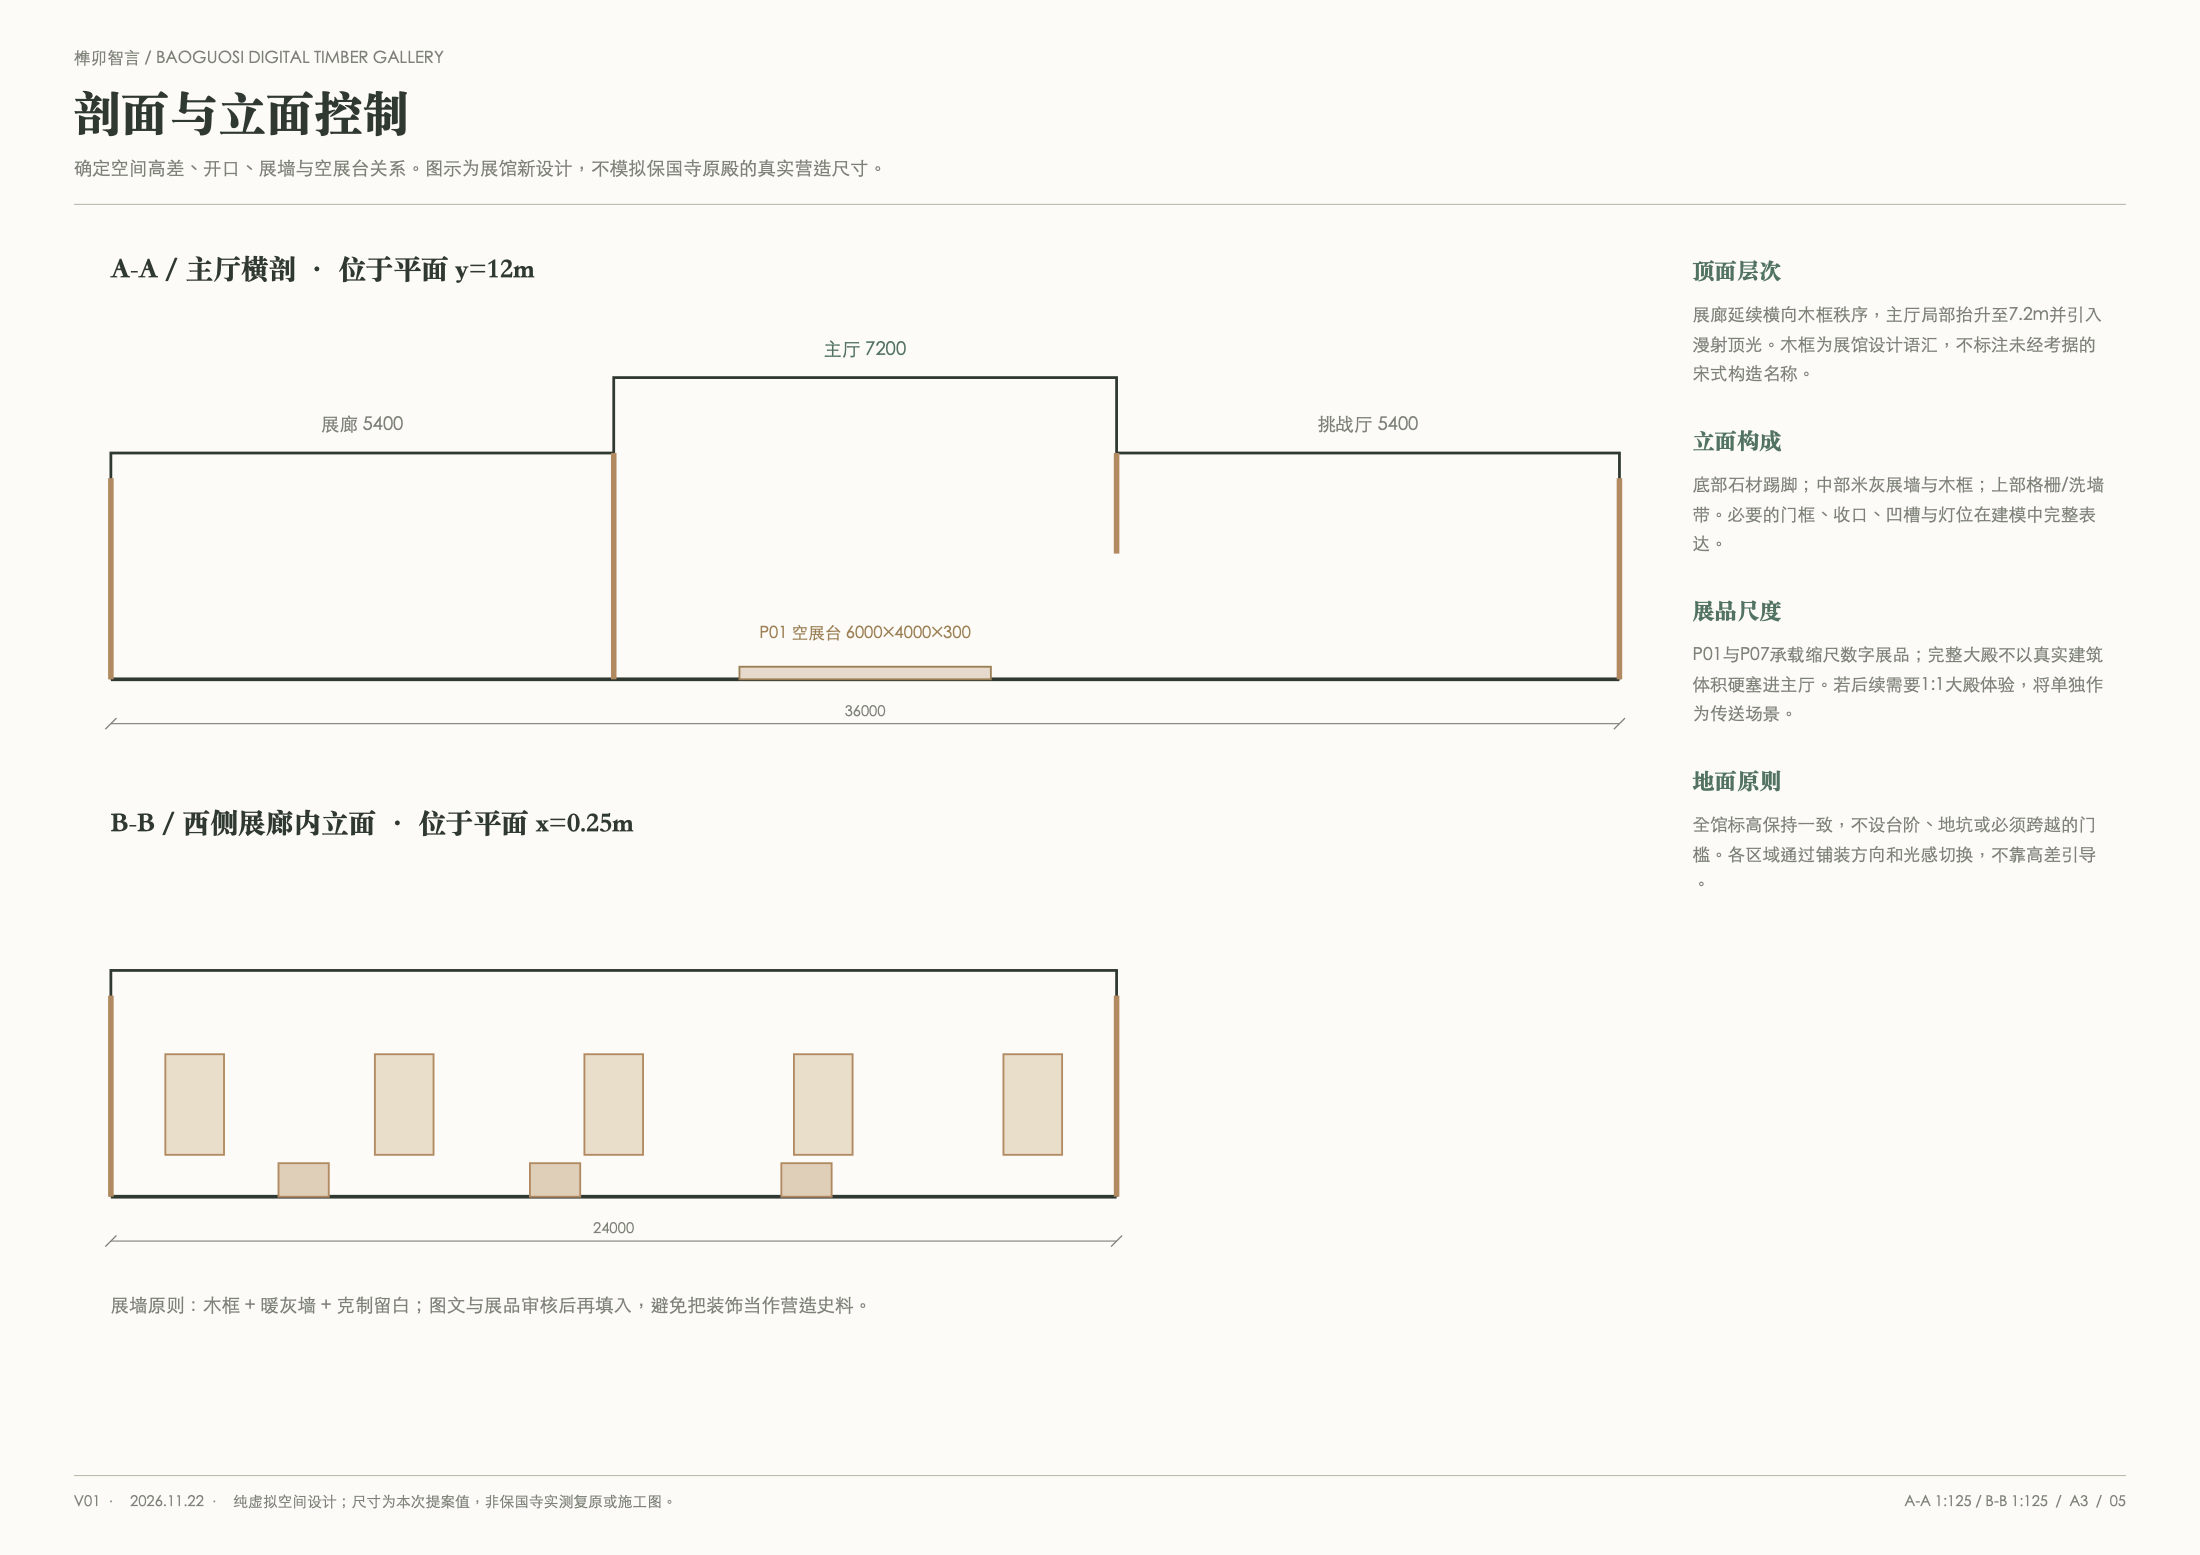 榫卯智言 / BAOGUOSI DIGITAL TIMBER GALLERY
剖面与立面控制
确定空间高差、开口、展墙与空展台关系。图示为展馆新设计，不模拟保国寺原殿的真实营造尺寸。
A-A / 主厅横剖 · 位于平面 y=12m
主厅 7200
展廊 5400
挑战厅 5400
P01 空展台 6000×4000×300
36000
B-B / 西侧展廊内立面 · 位于平面 x=0.25m
24000
展墙原则：木框 + 暖灰墙 + 克制留白；图文与展品审核后再填入，避免把装饰当作营造史料。
顶面层次
展廊延续横向木框秩序，主厅局部抬升至7.2m并引入
漫射顶光。木框为展馆设计语汇，不标注未经考据的
宋式构造名称。
立面构成
底部石材踢脚；中部米灰展墙与木框；上部格栅/洗墙
带。必要的门框、收口、凹槽与灯位在建模中完整表
达。
展品尺度
P01与P07承载缩尺数字展品；完整大殿不以真实建筑
体积硬塞进主厅。若后续需要1:1大殿体验，将单独作
为传送场景。
地面原则
全馆标高保持一致，不设台阶、地坑或必须跨越的门
槛。各区域通过铺装方向和光感切换，不靠高差引导
。
V01 · 2026.11.22 · 纯虚拟空间设计；尺寸为本次提案值，非保国寺实测复原或施工图。
A-A 1:125 / B-B 1:125 / A3 / 05